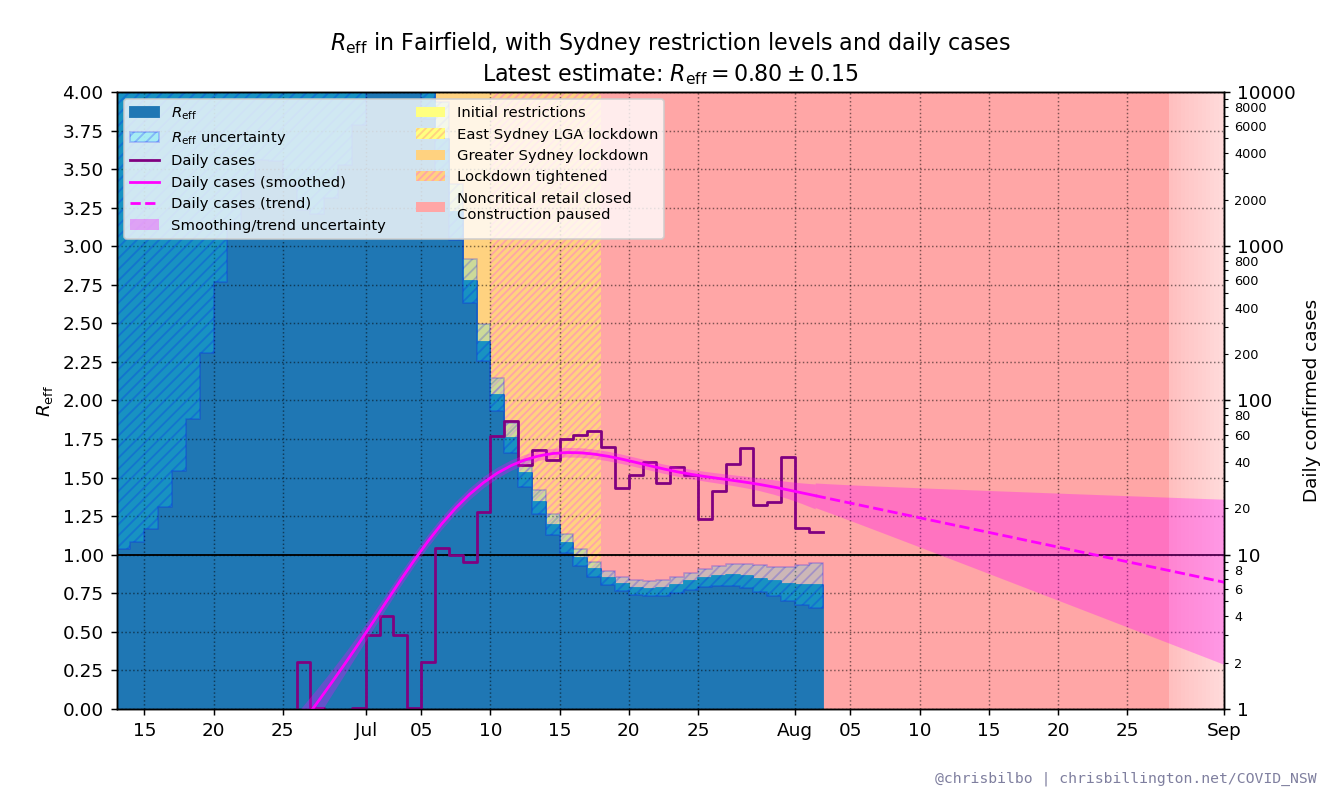 Reff in Fairfield, with Sydney restriction levels and daily cases
Latest estimate: Reff = 0.80 ± 0.15
Reff
Reff uncertainty
Daily cases
Daily cases (smoothed)
Daily cases (trend)
Smoothing/trend uncertainty
Initial restrictions
East Sydney LGA lockdown
Greater Sydney lockdown
Lockdown tightened
Noncritical retail closed
Construction paused
Reff
4.00
3.75
3.50
3.25
3.00
2.75
2.50
2.25
2.00
1.75
1.50
1.25
1.00
0.75
0.50
0.25
0.00
15
20
25
Jul
05
10
15
20
25
Aug
05
10
15
20
25
Sep
10000
8000
6000
4000
2000
1000
800
600
400
200
100
80
60
40
20
10
8
6
4
2
1
Daily confirmed cases
@chrisbilbo | chrisbillington.net/COVID_NSW